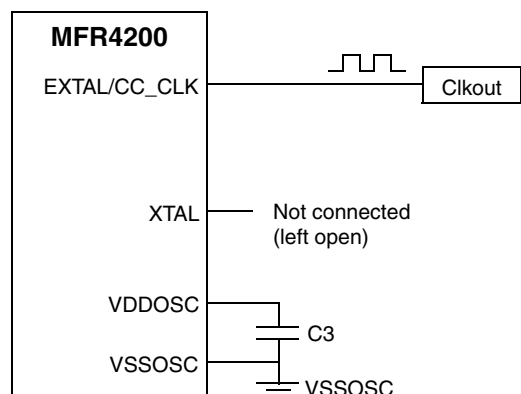 MFR4200
EXTAL/CC_CLK
Clkout
XTAL
Not connected
(left open)
VDDOSC
C3
VSSOSC
VSSOSC